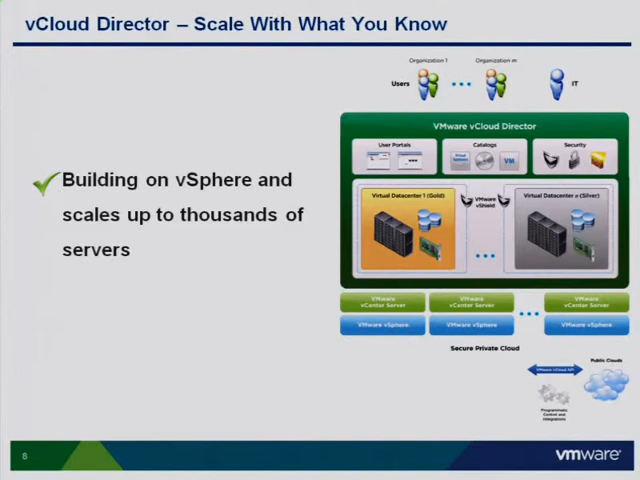 vCloud Director – Scale With What You Know
Building on vSphere and
scales up to thousands of
servers
Organization 1
Organization m
Users
IT
VMware vCloud Director
User Portals
Catalogs
Security
VM
Virtual Datacenter 1 (Gold)
VMware
vShield
Virtual Datacenter n (Silver)
VMware
vCenter Server
VMware
vCenter Server
VMware
vCenter Server
VMware vSphere
VMware vSphere
VMware vSphere
Secure Private Cloud
Public Clouds
VMware vCloud API
Programmatic
Control and
Integrations
8
vmware